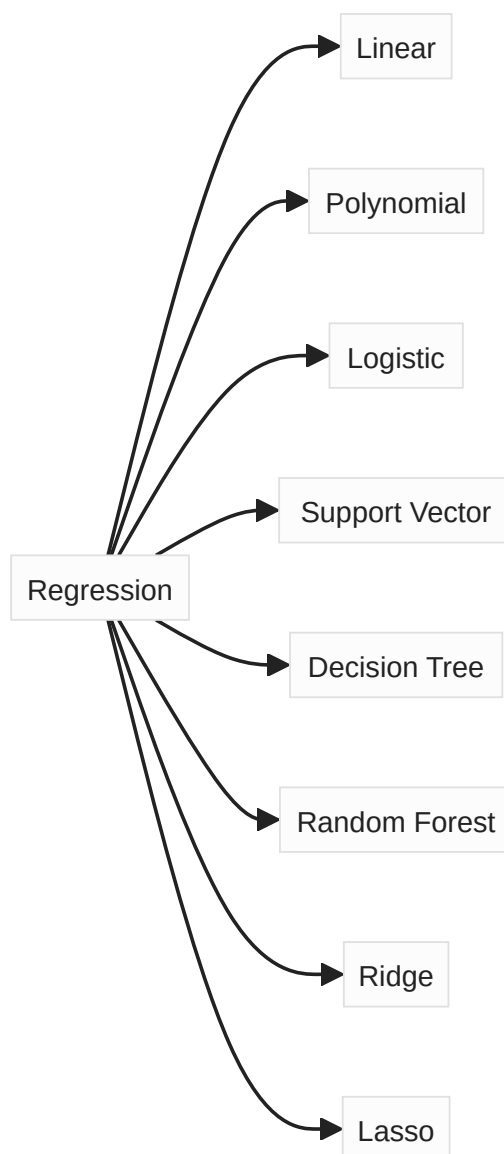 Linear
Polynomial
Logistic
Support Vector
Regression
Decision Tree
Random Forest
Ridge
Lasso